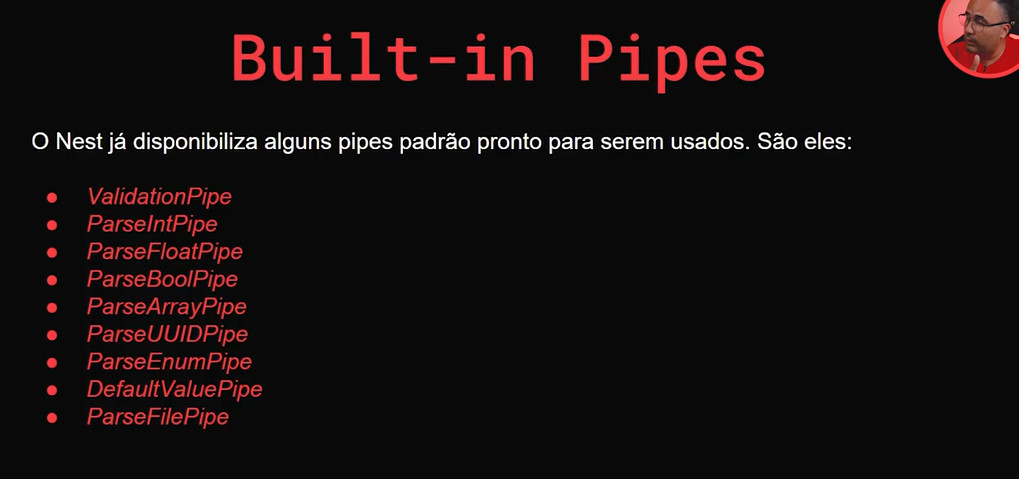 Built-in Pipes
O Nest já disponibiliza alguns pipes padrão pronto para serem usados. São eles:
● ValidationPipe
● ParseIntPipe
● ParseFloatPipe
● ParseBoolPipe
● ParseArrayPipe
● ParseUUIDPipe
● ParseEnumPipe
● DefaultValuePipe
● ParseFilePipe